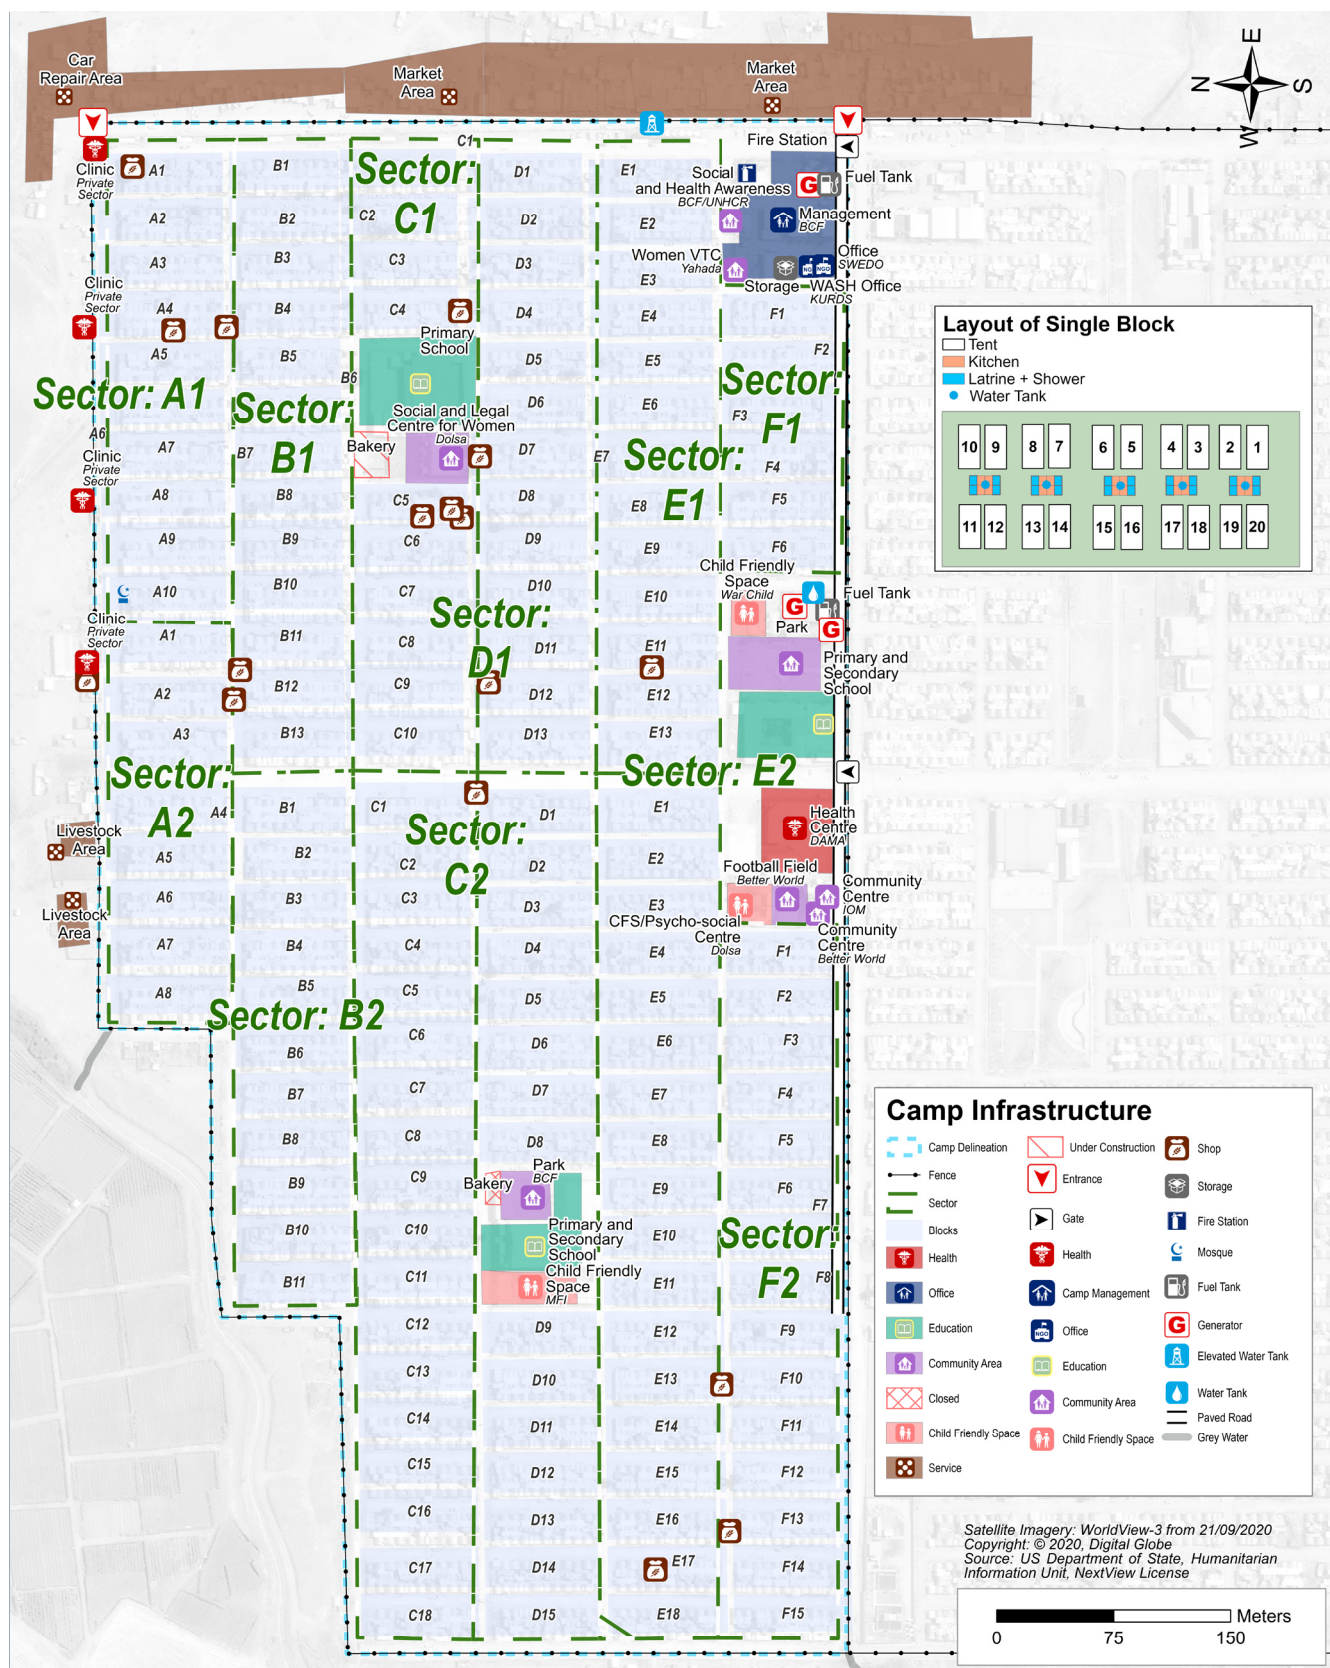 Car
Repair Area
Market
Area
Market
Area
E
N
S
W
Fire Station
Fuel Tank
Social
and Health Awareness
BCF/UNHCR
Management
BCF
Women VTC
Yahada
Office
SWEDO
Storage
WASH Office
KURDS
Clinic
Private
Sector
Clinic
Private
Sector
Clinic
Private
Sector
Clinic
Private
Sector
Sector: A1
A1
A2
A3
A4
A5
A6
A7
A8
A9
A10
Sector:
B1
B1
B2
B3
B4
B5
B6
B7
B8
B9
B10
B11
B12
B13
Sector:
C1
C1
C2
C3
C4
Primary
School
Social and Legal
Centre for Women
Dolsa
Bakery
C5
C6
C7
C8
C9
C10
Sector:
D1
D1
D2
D3
D4
D5
D6
D7
D8
D9
D10
D11
D12
D13
Sector:
E1
E1
E2
E3
E4
E5
E6
E7
E8
E9
E10
E11
E12
E13
Sector:
F1
F1
F2
F3
F4
F5
F6
Child Friendly
Space
War Child
G
G
G
Fuel Tank
Park
Primary and
Secondary
School
Sector:
A2
A1
A2
A3
A4
A5
A6
A7
A8
Livestock
Area
Livestock
Area
Sector: B2
B1
B2
B3
B4
B5
B6
B7
B8
B9
B10
B11
Sector:
C2
C1
C2
C3
C4
C5
C6
C7
C8
C9
C10
C11
C12
C13
C14
C15
C16
C17
C18
D1
D2
D3
D4
D5
D6
D7
D8
Park
BCF
Bakery
Primary and
Secondary
School
Child Friendly
Space
MFI
D9
D10
D11
D12
D13
D14
D15
Sector: E2
E1
E2
E3
E4
E5
E6
E7
E8
E9
E10
E11
E12
E13
E14
E15
E16
E17
E18
Health
Centre
DAMA
Football Field
Better World
Community
Centre
IOM
CFS/Psycho-social
Centre
Dolsa
Community
Centre
Better World
Sector:
F2
F1
F2
F3
F4
F5
F6
F7
F8
F9
F10
F11
F12
F13
F14
F15
NGO
NGO
Layout of Single Block
Tent
Kitchen
Latrine + Shower
Water Tank
10 9 8 7 6 5 4 3 2 1
11 12 13 14 15 16 17 18 19 20
Camp Infrastructure
Camp Delineation
Fence
Sector
Blocks
Health
Office
Education
Community Area
Closed
Child Friendly Space
Service
Under Construction
Entrance
Gate
Health
Camp Management
NGO
Office
Education
Community Area
Child Friendly Space
Shop
Storage
Fire Station
Mosque
Fuel Tank
G
Generator
Elevated Water Tank
Water Tank
Paved Road
Grey Water
Satellite Imagery: WorldView-3 from 21/09/2020
Copyright: © 2020, Digital Globe
Source: US Department of State, Humanitarian
Information Unit, NextView License
Meters
0 75 150